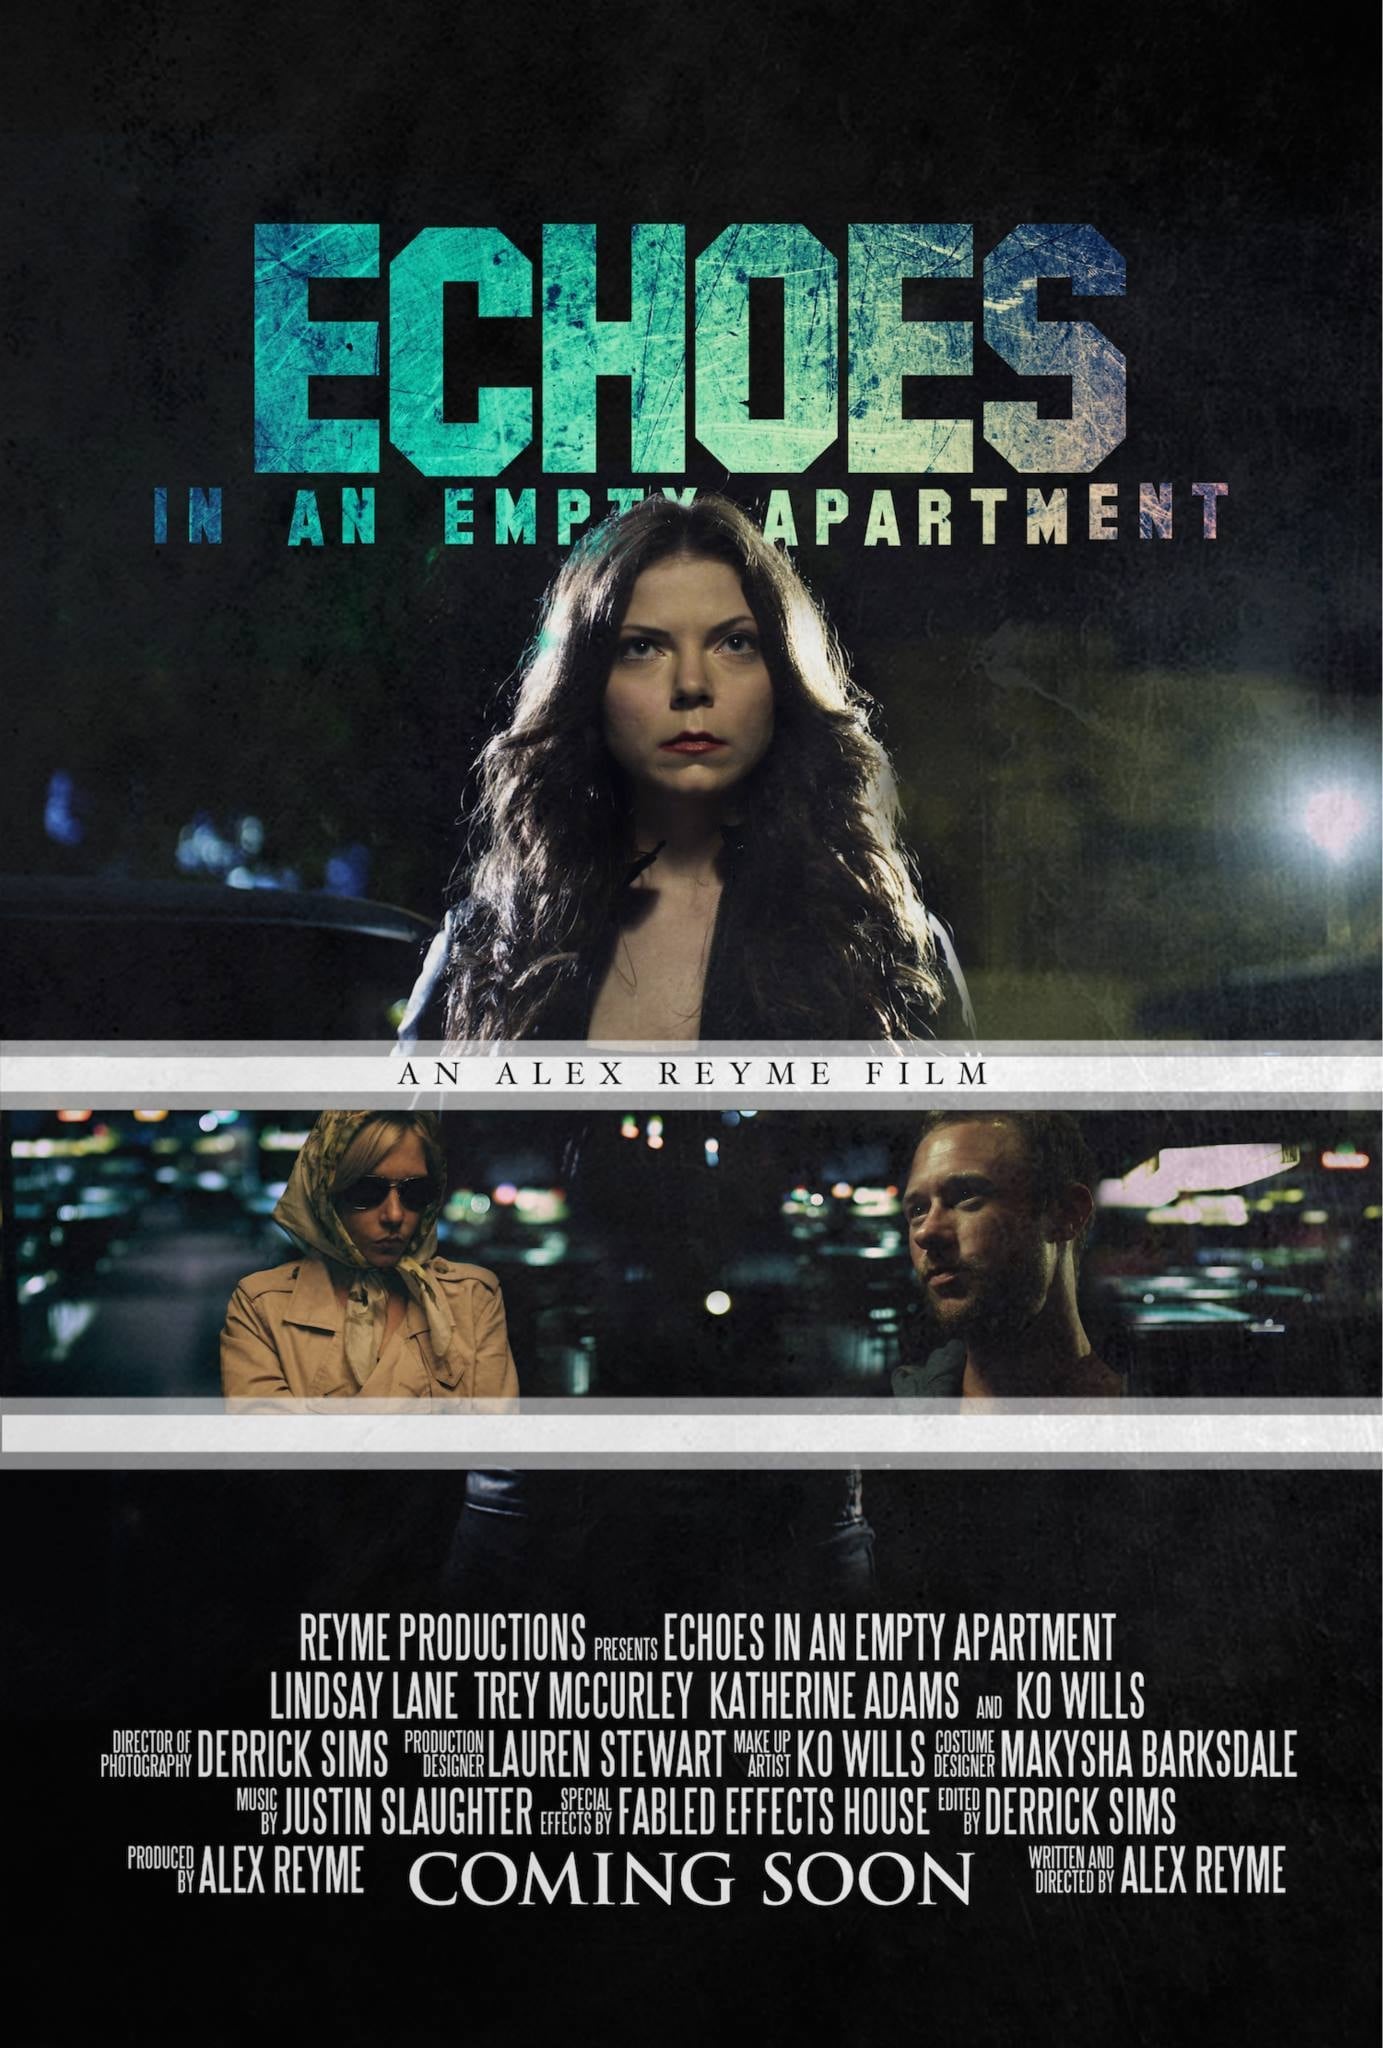 ECHOES
IN AN EMPTY APARTMENT
AN ALEX REYME FILM
REYME PRODUCTIONS PRESENTS ECHOES IN AN EMPTY APARTMENT
LINDSAY LANE TREY MCCURLEY KATHERINE ADAMS AND KO WILLS
DIRECTOR OF PHOTOGRAPHY DERRICK SIMS PRODUCTION DESIGNER LAUREN STEWART MAKE UP ARTIST KO WILLS COSTUME DESIGNER MAKYSHA BARKSDALE
MUSIC BY JUSTIN SLAUGHTER SPECIAL EFFECTS BY FABLED EFFECTS HOUSE EDITED BY DERRICK SIMS
PRODUCED BY ALEX REYME COMING SOON WRITTEN AND DIRECTED BY ALEX REYME